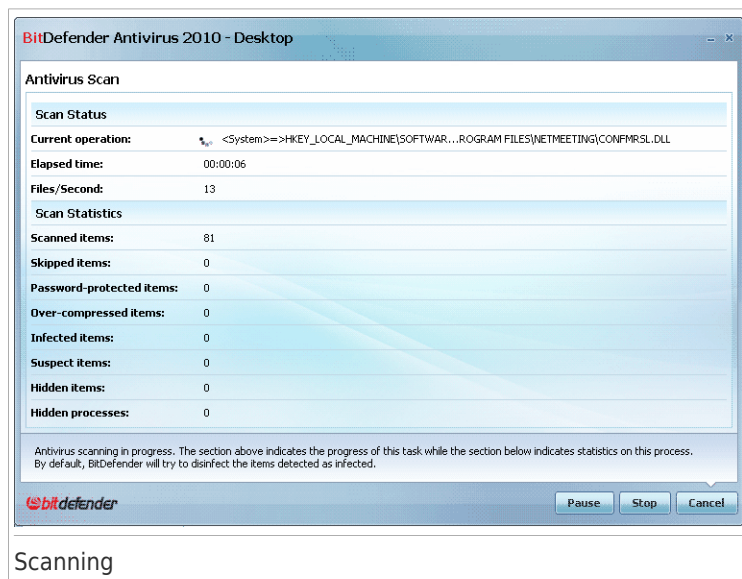 BitDefender Antivirus 2010 - Desktop
Antivirus Scan
Scan Status
Current operation: <System>=>HKEY_LOCAL_MACHINE\SOFTWAR...ROGRAM FILES\NETMEETING\CONFMRSL.DLL
Elapsed time: 00:00:06
Files/Second: 13
Scan Statistics
Scanned items: 81
Skipped items: 0
Password-protected items: 0
Over-compressed items: 0
Infected items: 0
Suspect items: 0
Hidden items: 0
Hidden processes: 0
Antivirus scanning in progress. The section above indicates the progress of this task while the section below indicates statistics on this process.
By default, BitDefender will try to disinfect the items detected as infected.
bitdefender Pause Stop Cancel
Scanning